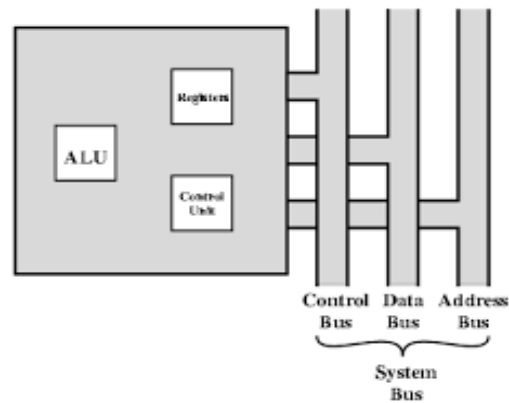 Registers
ALU
Control
Unit
Control Data Address
Bus Bus Bus
System
Bus